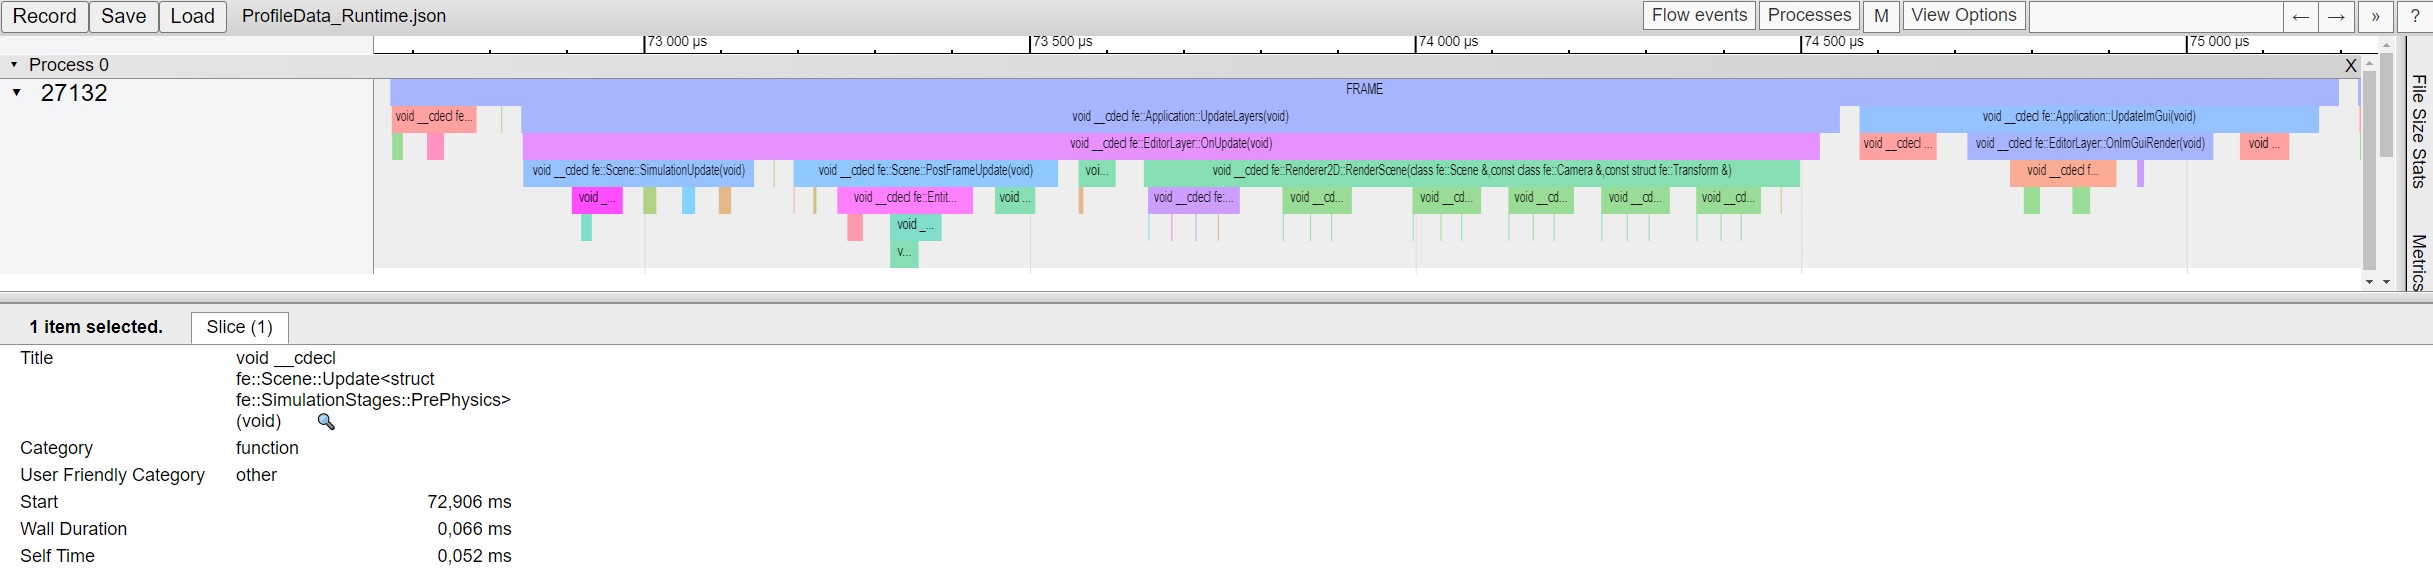 Record Save Load ProfileData_Runtime.json Flow events Processes M View Options ← → » ?
73 000 µs 73 500 µs 74 000 µs 74 500 µs 75 000 µs
▾ Process 0 X
▾ 27132 FRAME
void __cdecl fe... void __cdecl fe::Application::UpdateLayers(void) void __cdecl fe::Application::UpdateImGui(void)
void __cdecl fe::EditorLayer::OnUpdate(void) void __cdecl ... void __cdecl fe::EditorLayer::OnImGuiRender(void) void ...
void __cdecl fe::Scene::SimulationUpdate(void) void __cdecl fe::Scene::PostFrameUpdate(void) voi... void __cdecl fe::Renderer2D::RenderScene(class fe::Scene &,const class fe::Camera &,const struct fe::Transform &) void __cdecl f...
void _... void __cdecl fe::Entit... void ... void __cdecl fe:... void __cd... void __cd... void __cd... void __cd... void __cd...
void _...
v...
File Size Stats
Metrics
1 item selected. Slice (1)
Title void __cdecl
fe::Scene::Update<struct
fe::SimulationStages::PrePhysics>
(void)
Category function
User Friendly Category other
Start 72,906 ms
Wall Duration 0,066 ms
Self Time 0,052 ms